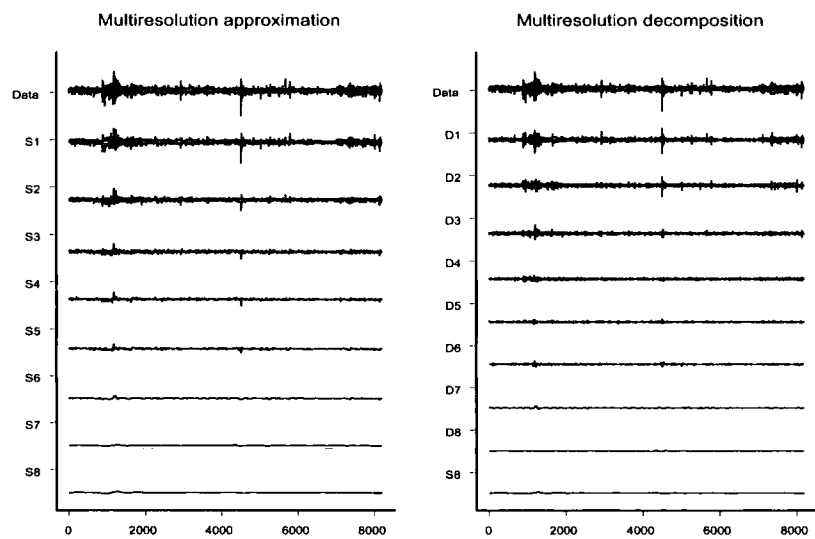 Multiresolution approximation
Data
S1
S2
S3
S4
S5
S6
S7
S8
0 2000 4000 6000 8000
Multiresolution decomposition
Data
D1
D2
D3
D4
D5
D6
D7
D8
S8
0 2000 4000 6000 8000